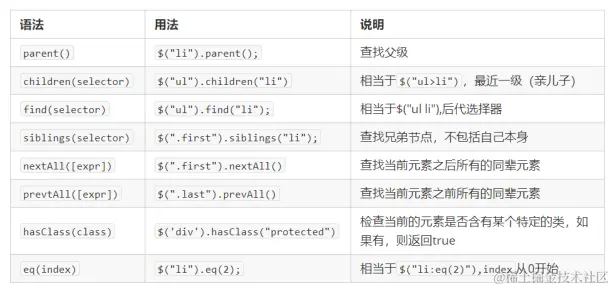 语法 用法 说明
parent() $("li").parent(); 查找父级
children(selector) $("ul").children("li") 相当于 $("ul>li") ，最近一级（亲儿子）
find(selector) $("ul").find("li"); 相当于$("ul li"),后代选择器
siblings(selector) $(".first").siblings("li"); 查找兄弟节点，不包括自己本身
nextAll([expr]) $(".first").nextAll() 查找当前元素之后所有的同辈元素
prevtAll([expr]) $(".last").prevAll() 查找当前元素之前所有的同辈元素
hasClass(class) $('div').hasClass("protected") 检查当前的元素是否含有某个特定的类，如
果有，则返回true
eq(index) $("li").eq(2); 相当于 $("li:eq(2)"),index 从0开始
@稀土掘金技术社区